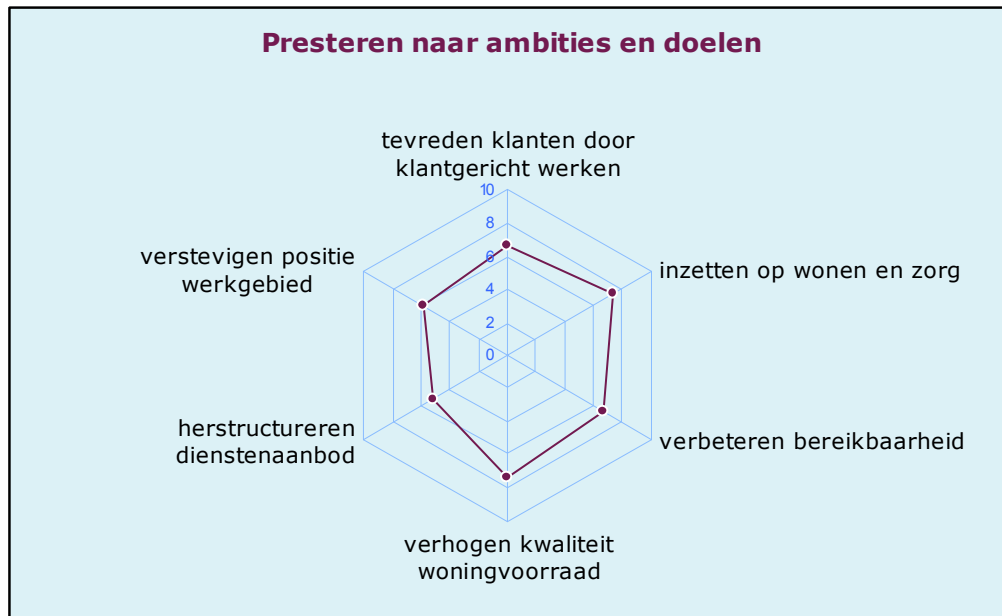 Presteren naar ambities en doelen
tevreden klanten door
klantgericht werken
10
8
6
4
2
0
verstevigen positie
werkgebied
inzetten op wonen en zorg
herstructureren
dienstenaanbod
verbeteren bereikbaarheid
verhogen kwaliteit
woningvoorraad